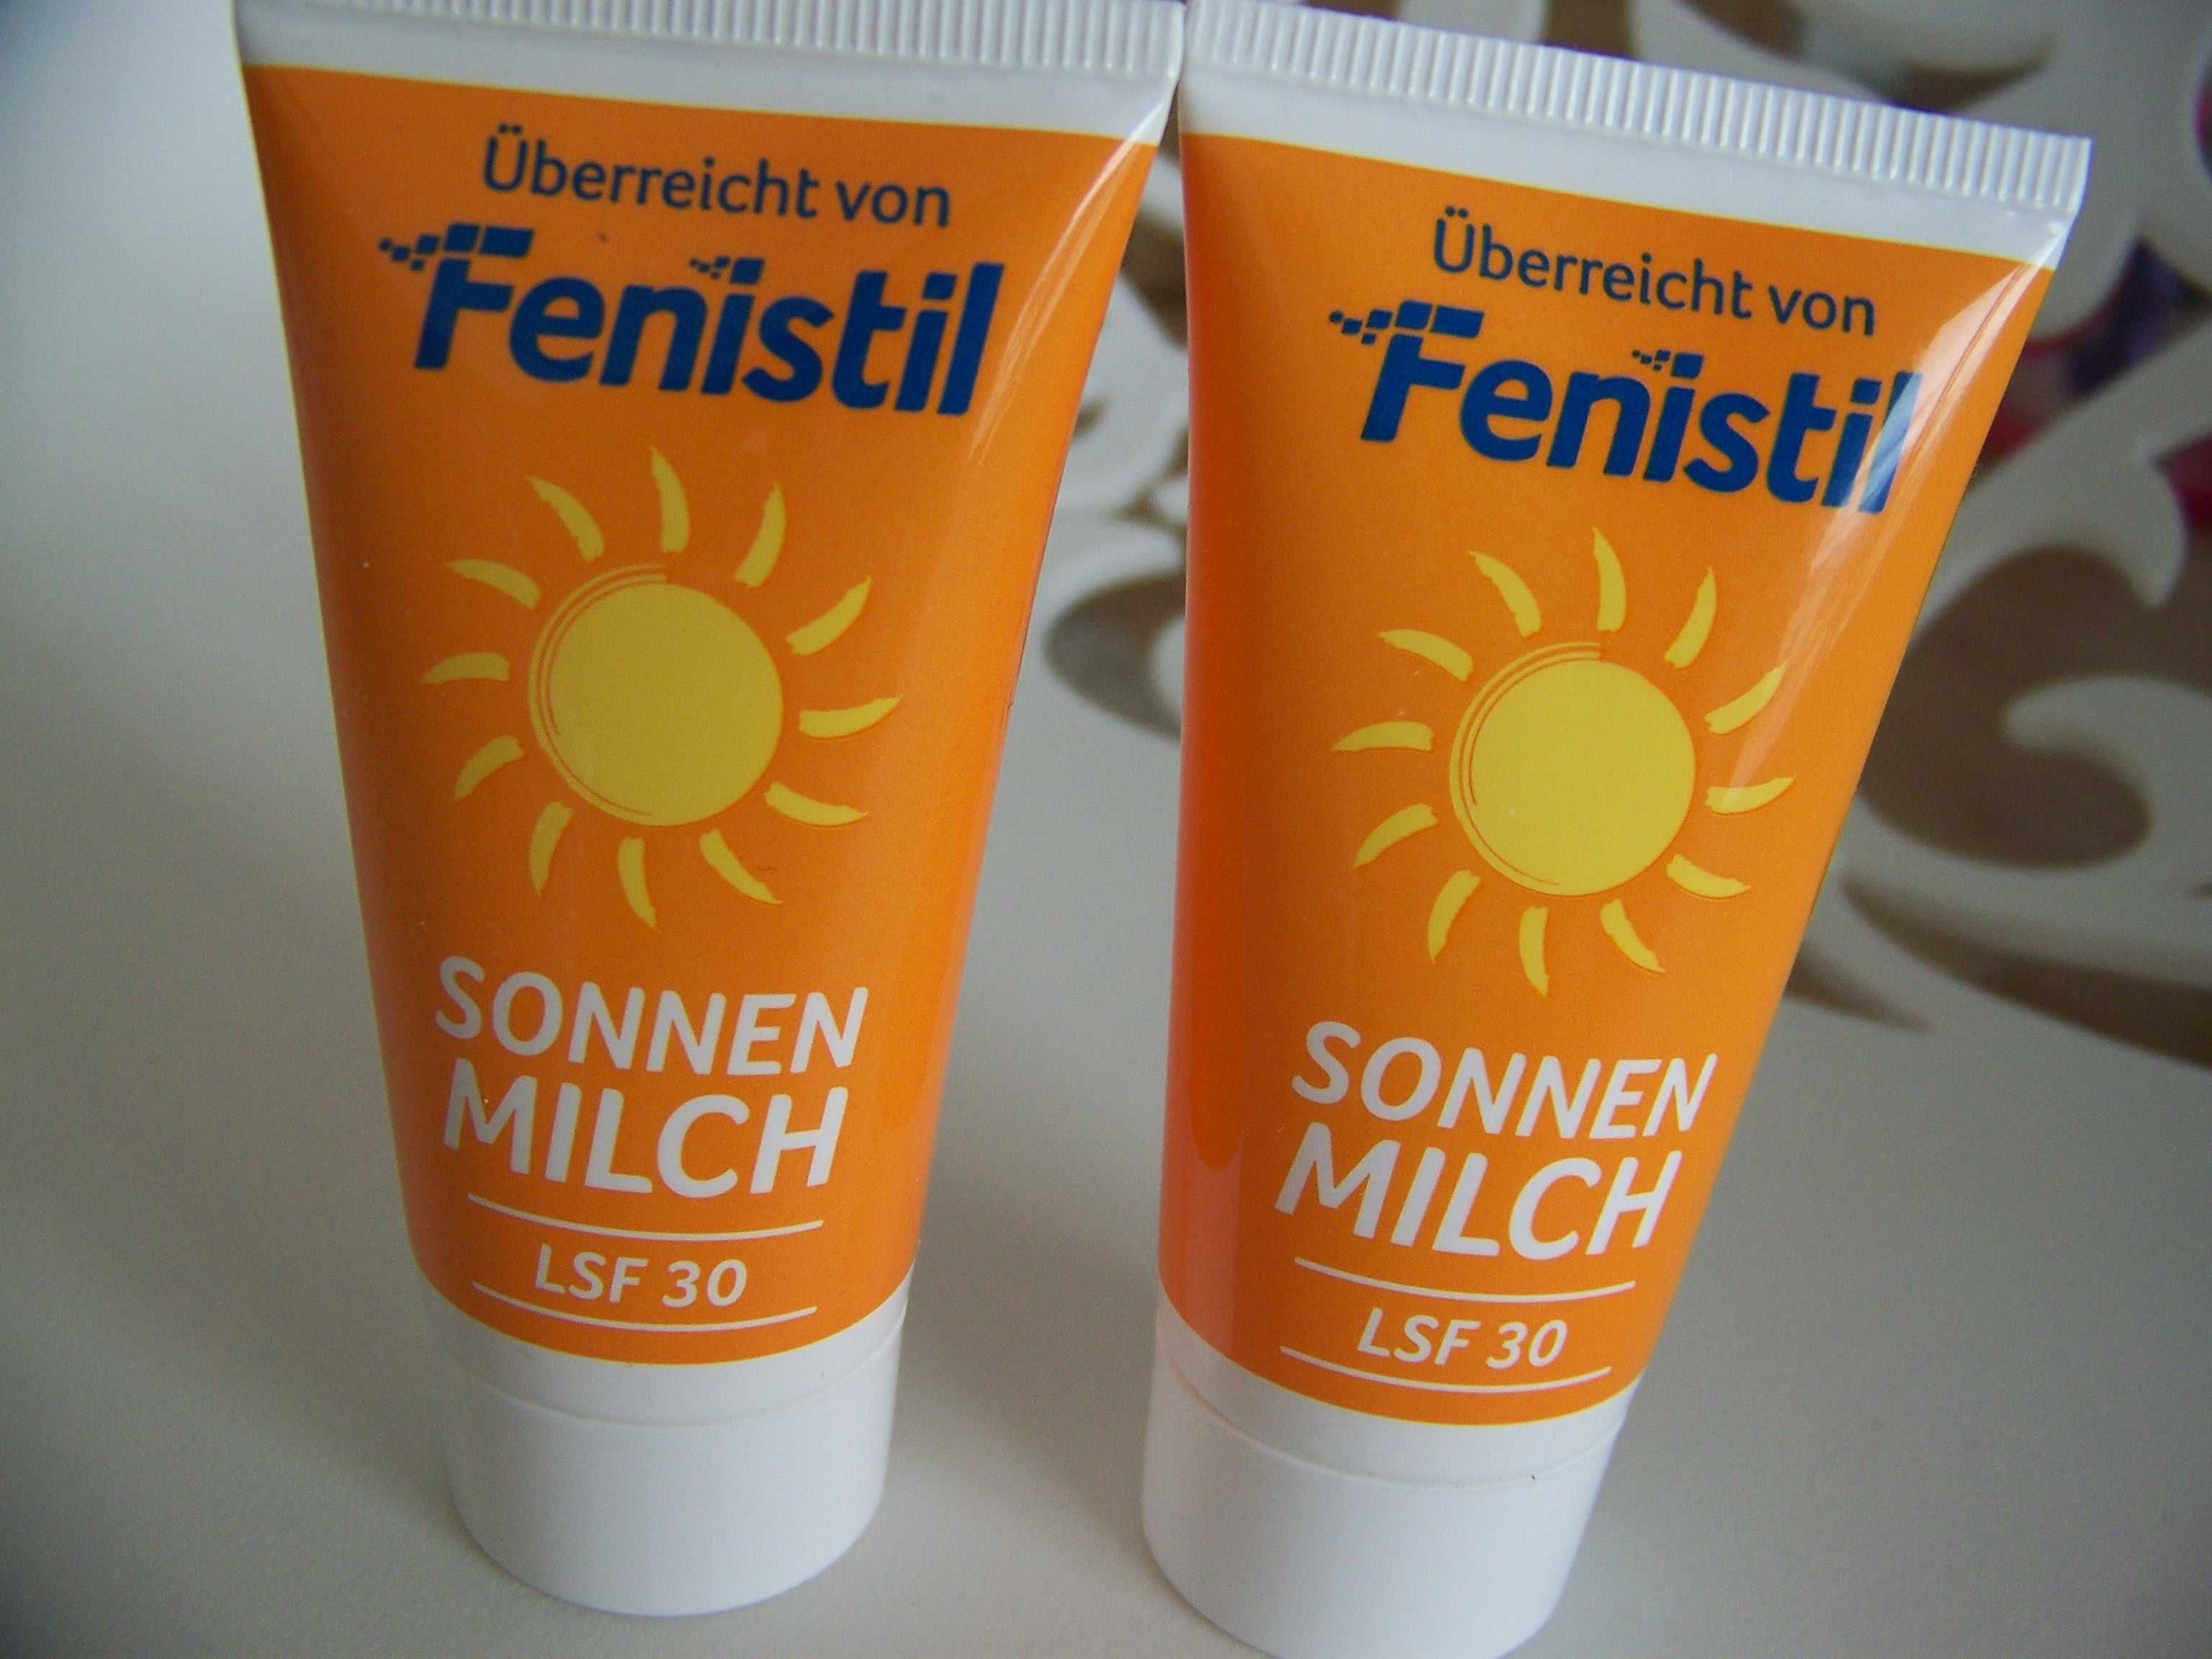 Überreicht von
Fenistil
SONNEN
MILCH
LSF 30
Überreicht von
Fenistil
SONNEN
MILCH
LSF 30